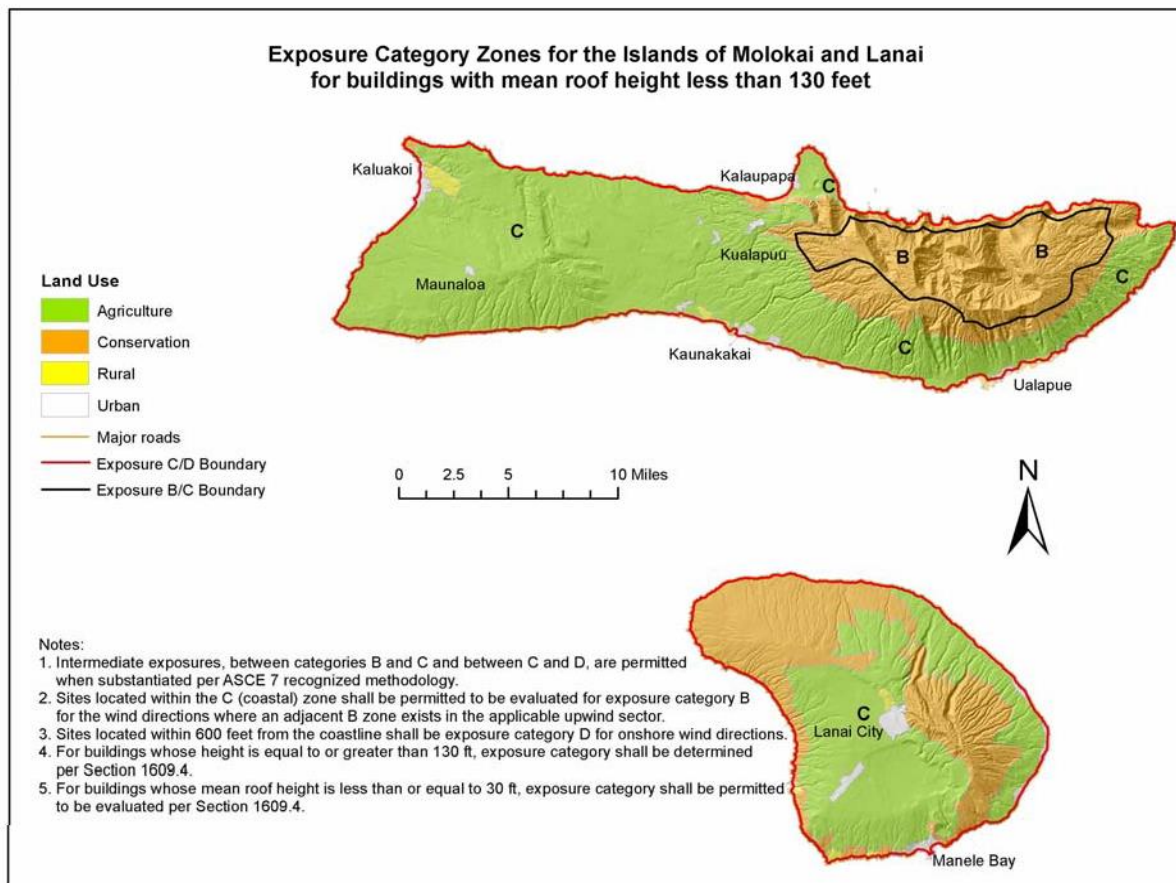 Exposure Category Zones for the Islands of Molokai and Lanai
for buildings with mean roof height less than 130 feet
Kaluakoi
Kalaupapa
C
C
Kualapuu
B
B
Maunaloa
C
Kaunakakai
C
Ualapue
Land Use
Agriculture
Conservation
Rural
Urban
Major roads
Exposure C/D Boundary
Exposure B/C Boundary
0 2.5 5 10 Miles
N
C
Lanai City
Manele Bay
Notes:
1. Intermediate exposures, between categories B and C and between C and D, are permitted
when substantiated per ASCE 7 recognized methodology.
2. Sites located within the C (coastal) zone shall be permitted to be evaluated for exposure category B
for the wind directions where an adjacent B zone exists in the applicable upwind sector.
3. Sites located within 600 feet from the coastline shall be exposure category D for onshore wind directions.
4. For buildings whose height is equal to or greater than 130 ft, exposure category shall be determined
per Section 1609.4.
5. For buildings whose mean roof height is less than or equal to 30 ft, exposure category shall be permitted
to be evaluated per Section 1609.4.